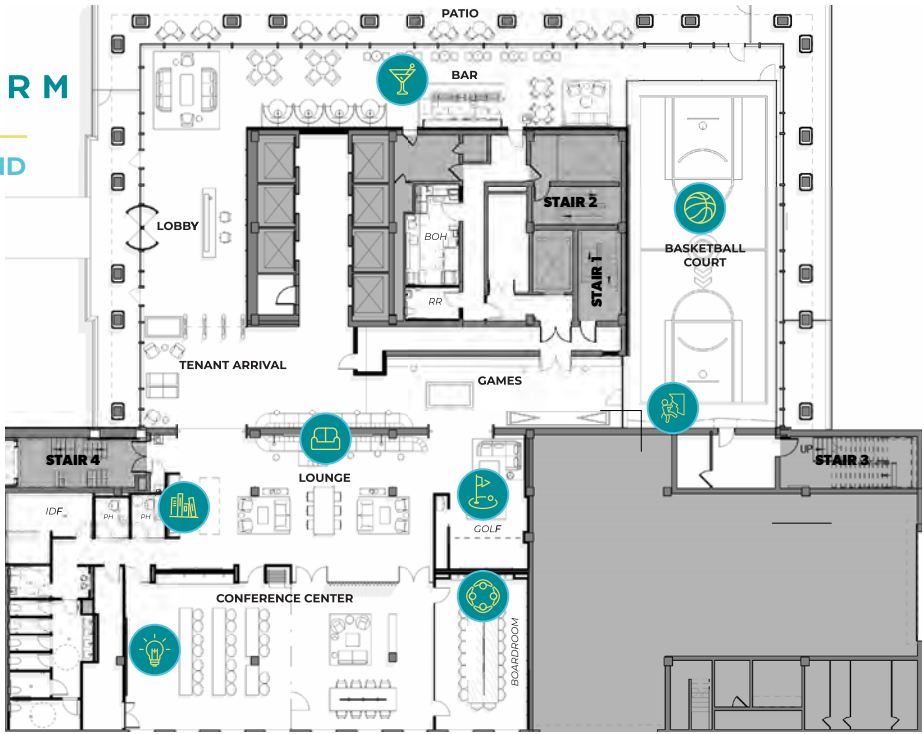 PATIO
R M
BAR
ID
STAIR 2
LOBBY
BOH
BASKETBALL
COURT
STAIR 1
RR
TENANT ARRIVAL
GAMES
STAIR 4
UP
STAIR 3
LOUNGE
IDF
PH
PH
GOLF
CONFERENCE CENTER
BOARDROOM